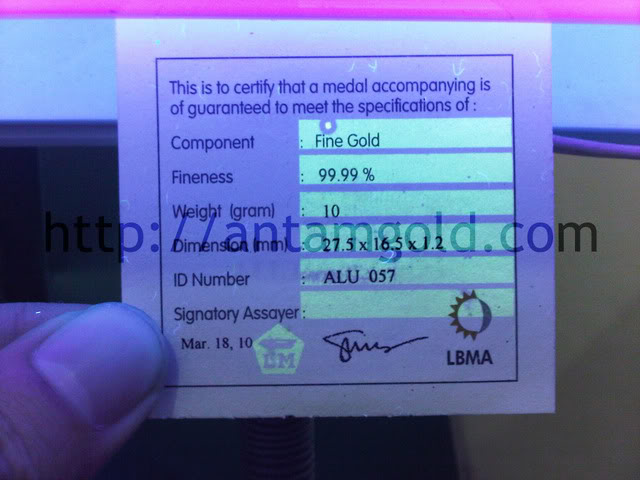 This is to certify that a medal accompanying is
of guaranteed to meet the specifications of :
Component : Fine Gold
Fineness : 99.99 %
Weight (gram) : 10
http://antamgold.com
Dimension (mm) : 27.5 x 16.5 x 1.2
ID Number : ALU 057
Signatory Assayer :
Mar. 18, 10
LM
LBMA